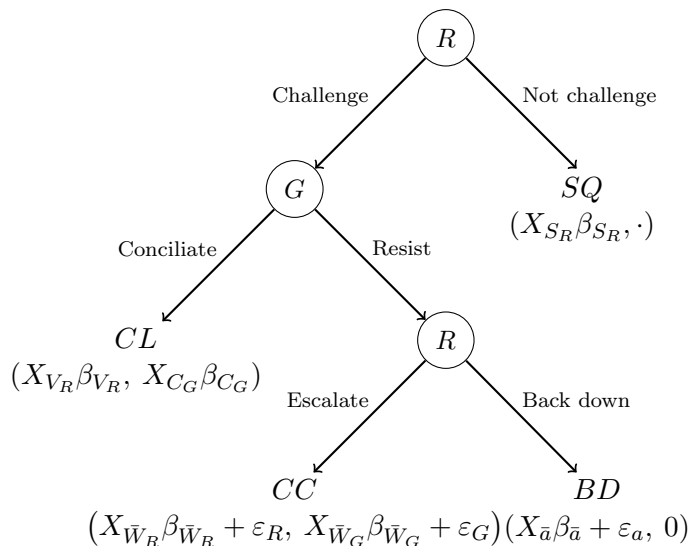 R
Challenge
Not challenge
G
SQ
(X_{S_R}β_{S_R}, ·)
Conciliate
Resist
CL
(X_{V_R}β_{V_R}, X_{C_G}β_{C_G})
R
Escalate
Back down
CC
BD
(X_{W̄_R}β_{W̄_R} + ε_R, X_{W̄_G}β_{W̄_G} + ε_G)(X_{ā}β_{ā} + ε_a, 0)